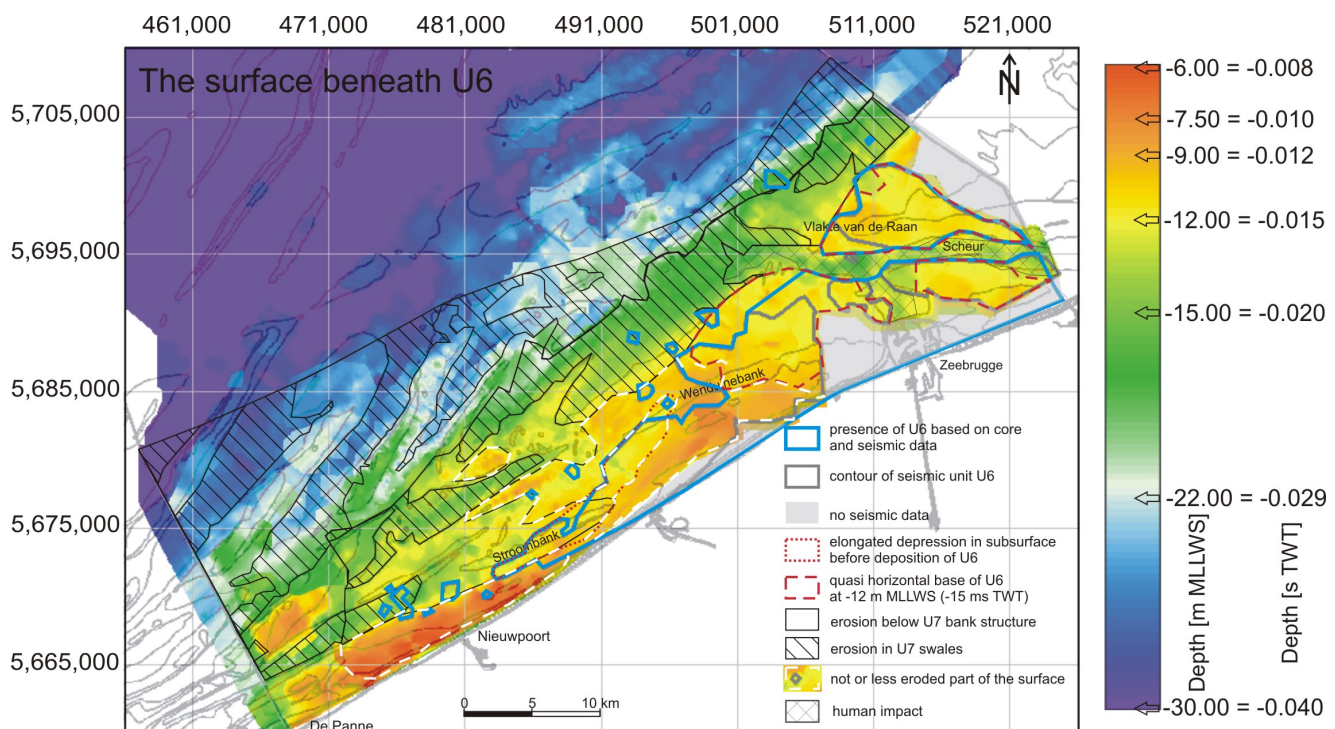 461,000 471,000 481,000 491,000 501,000 511,000 521,000
The surface beneath U6
N
5,705,000
5,695,000
5,685,000
5,675,000
5,665,000
Vlakte van de Raan
Scheur
Zeebrugge
Wenduinebank
Stroombank
Nieuwpoort
De Panne
presence of U6 based on core
and seismic data
contour of seismic unit U6
no seismic data
elongated depression in subsurface
before deposition of U6
quasi horizontal base of U6
at -12 m MLLWS (-15 ms TWT)
erosion below U7 bank structure
erosion in U7 swales
not or less eroded part of the surface
human impact
0 5 10 km
-6.00 = -0.008
-7.50 = -0.010
-9.00 = -0.012
-12.00 = -0.015
-15.00 = -0.020
-22.00 = -0.029
-30.00 = -0.040
Depth [m MLLWS]
Depth [s TWT]